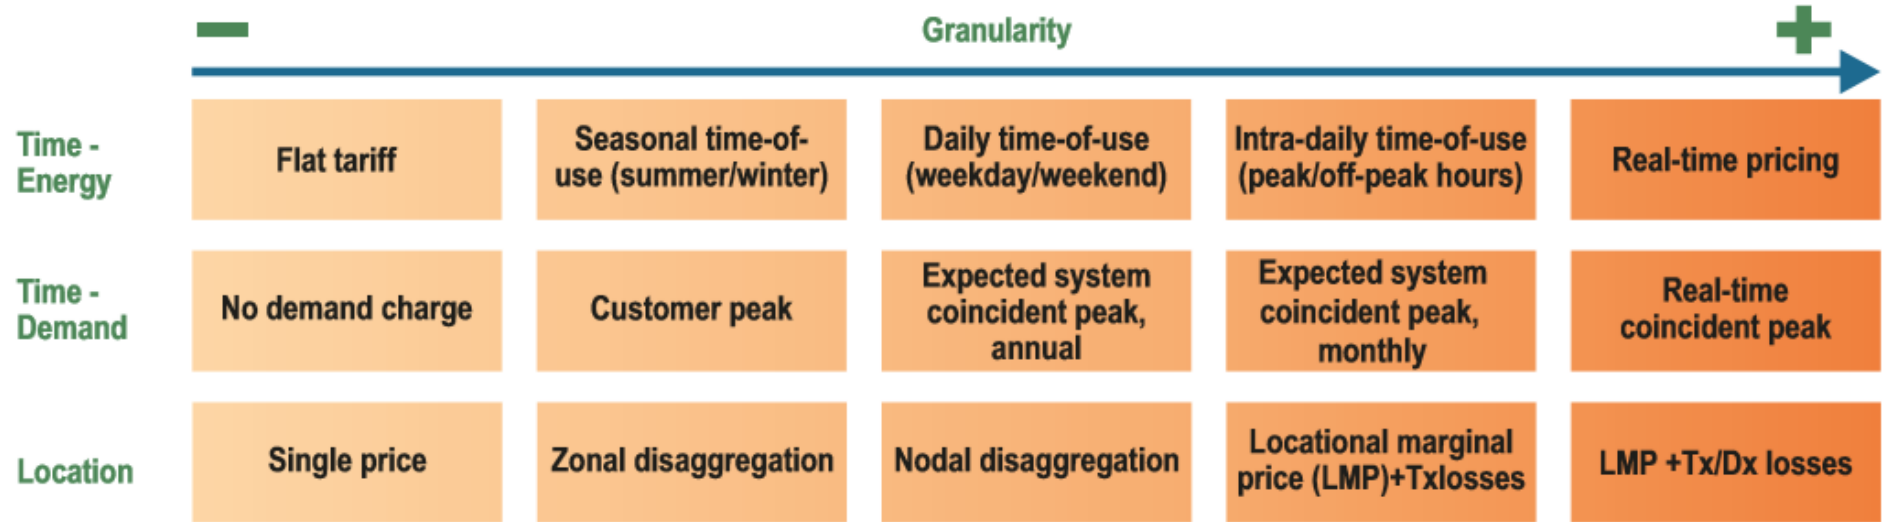 Granularity
Time -
Energy
Flat tariff
Seasonal time-of-
use (summer/winter)
Daily time-of-use
(weekday/weekend)
Intra-daily time-of-use
(peak/off-peak hours)
Real-time pricing
Time -
Demand
No demand charge
Customer peak
Expected system
coincident peak,
annual
Expected system
coincident peak,
monthly
Real-time
coincident peak
Location
Single price
Zonal disaggregation
Nodal disaggregation
Locational marginal
price (LMP)+Txlosses
LMP +Tx/Dx losses